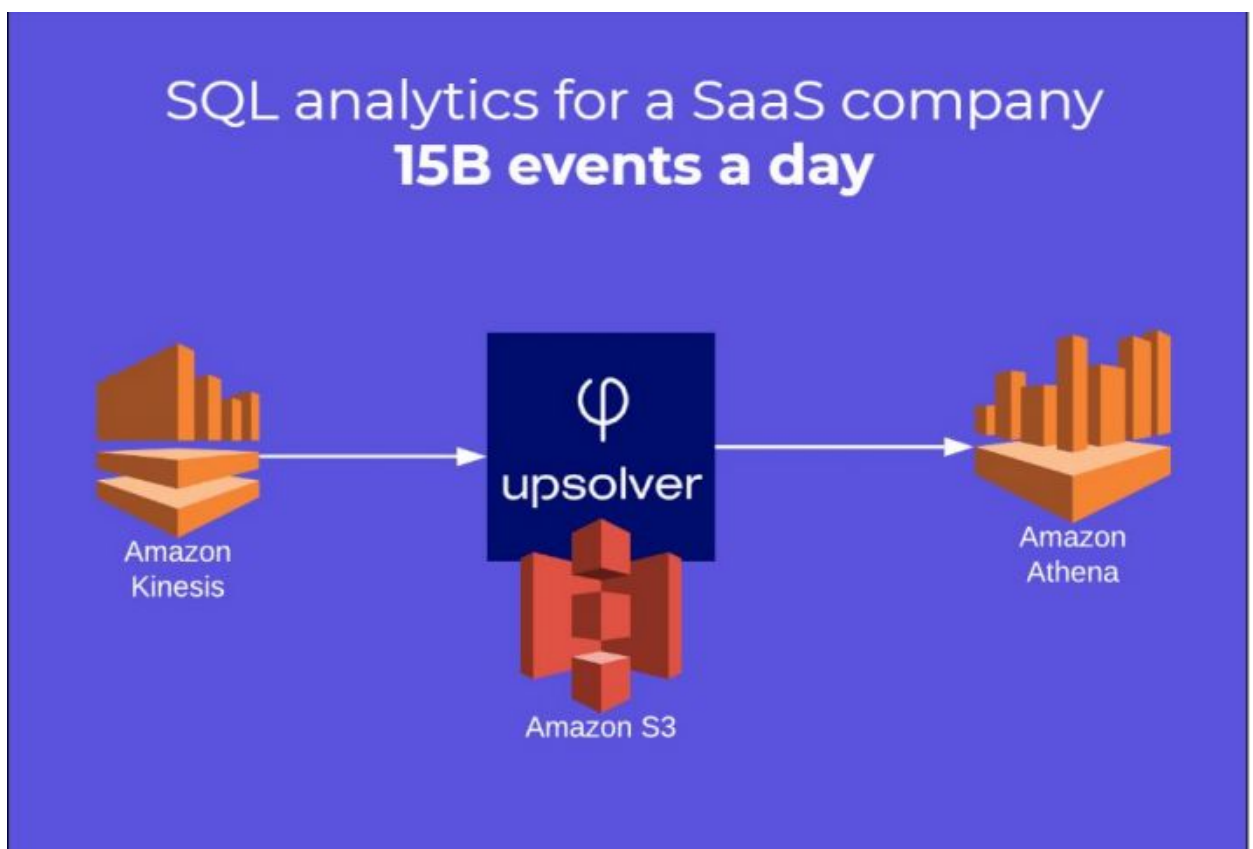 SQL analytics for a SaaS company
15B events a day
upsolver
Amazon
Kinesis
Amazon S3
Amazon
Athena